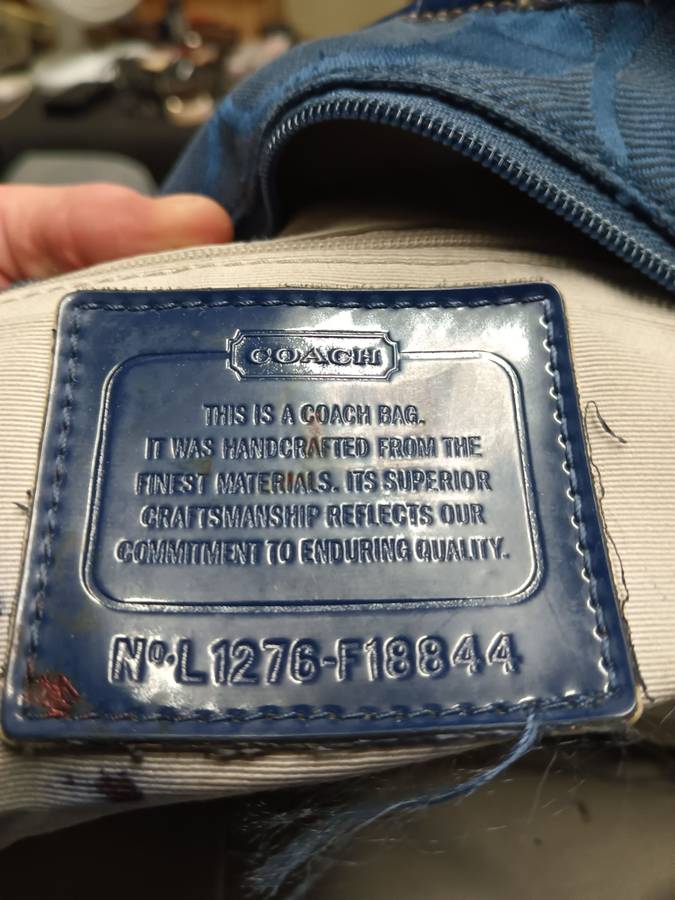 COACH
THIS IS A COACH BAG.
IT WAS HANDCRAFTED FROM THE
FINEST MATERIALS. ITS SUPERIOR
CRAFTSMANSHIP REFLECTS OUR
COMMITMENT TO ENDURING QUALITY.
Nº·L1276-F18844